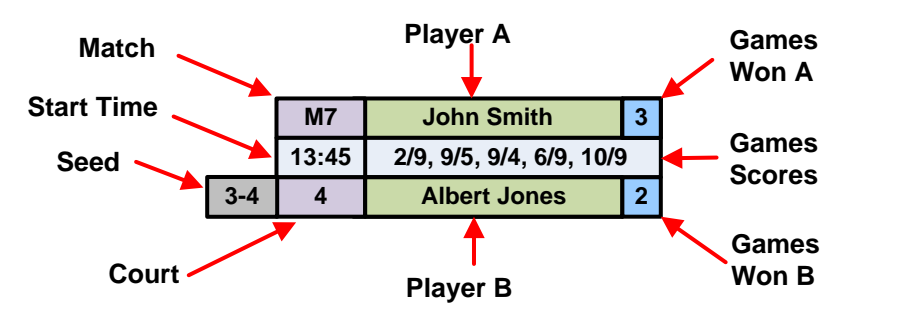 Player A
Match
Games
Won A
Start Time
M7 John Smith 3
13:45 2/9, 9/5, 9/4, 6/9, 10/9
Games
Scores
Seed
3-4 4 Albert Jones 2
Court
Player B
Games
Won B